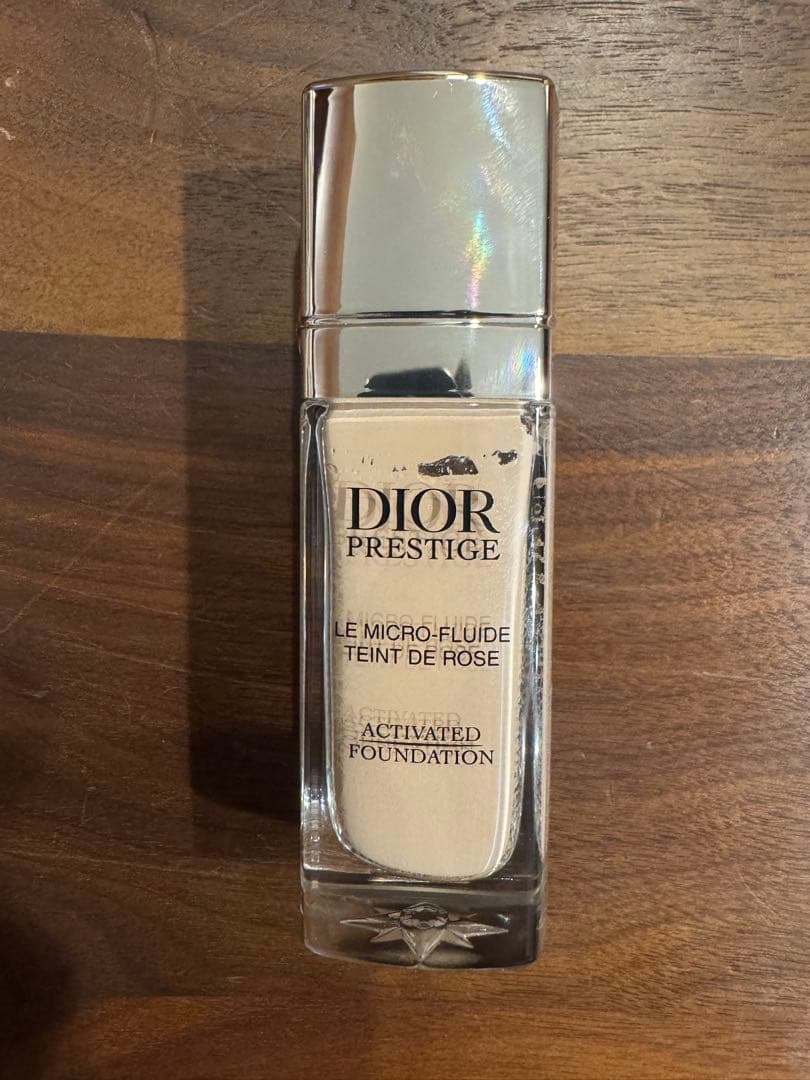 DIOR
PRESTIGE
LE MICRO-FLUIDE
TEINT DE ROSE
ACTIVATED
FOUNDATION